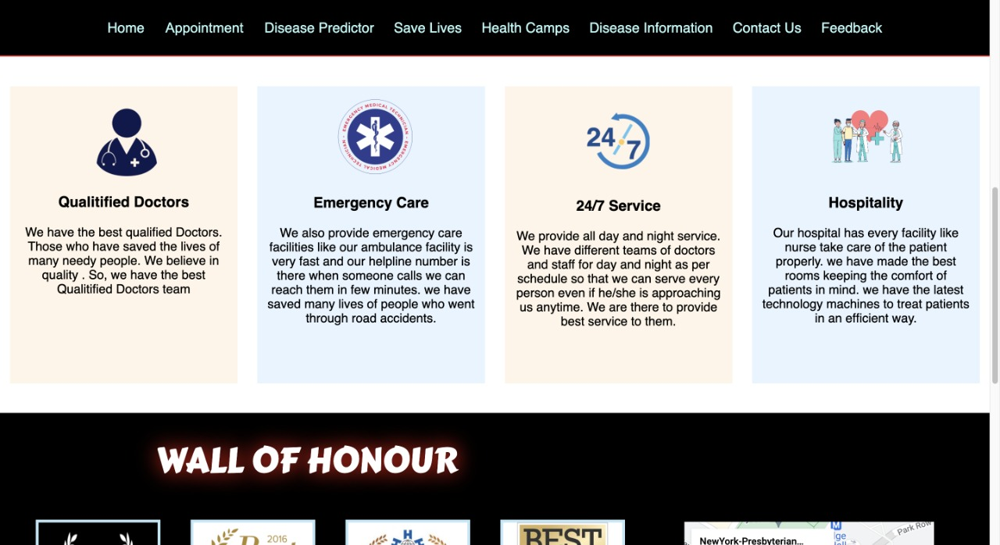 Home Appointment Disease Predictor Save Lives Health Camps Disease Information Contact Us Feedback
Qualitified Doctors
We have the best qualified Doctors.
Those who have saved the lives of
many needy people. We believe in
quality . So, we have the best
Qualitified Doctors team
EMERGENCY MEDICAL TECHNICIAN - EMERGENCY MEDICAL TECHNICIAN -
Emergency Care
We also provide emergency care
facilities like our ambulance facility is
very fast and our helpline number is
there when someone calls we can
reach them in few minutes. we have
saved many lives of people who went
through road accidents.
24/7
24/7 Service
We provide all day and night service.
We have different teams of doctors
and staff for day and night as per
schedule so that we can serve every
person even if he/she is approaching
us anytime. We are there to provide
best service to them.
Hospitality
Our hospital has every facility like
nurse take care of the patient
properly. we have made the best
rooms keeping the comfort of
patients in mind. we have the latest
technology machines to treat patients
in an efficient way.
WALL OF HONOUR
2016
H
BEST
NewYork-Presbyterian...
M
Park Row